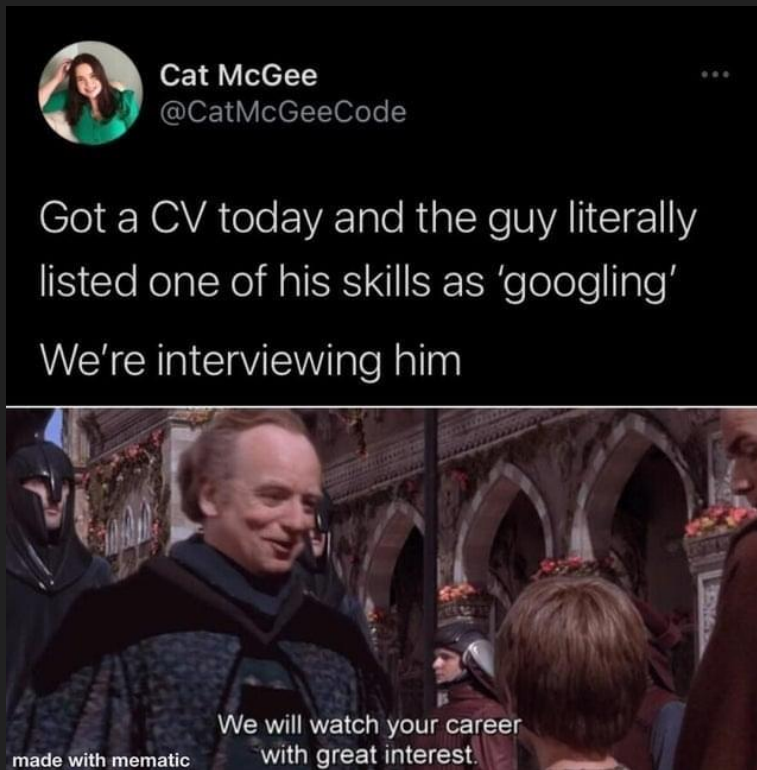 Cat McGee
@CatMcGeeCode
Got a CV today and the guy literally
listed one of his skills as 'googling'
We're interviewing him
We will watch your career
with great interest.
made with mematic